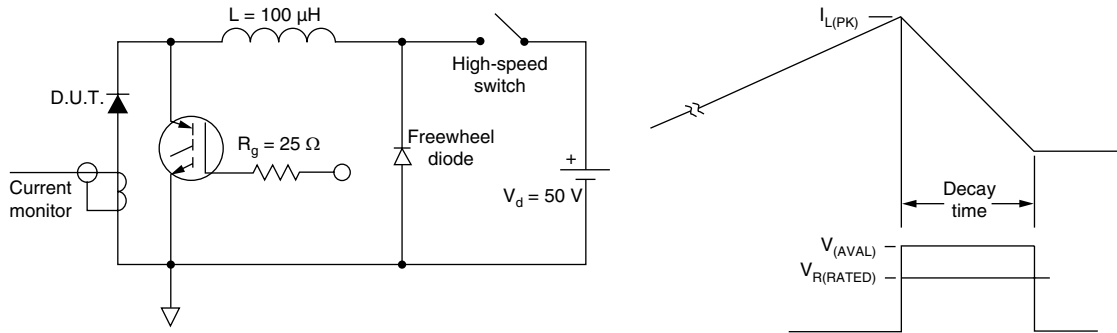 L = 100 μH
High-speed
switch
D.U.T.
Freewheel
diode
R_g = 25 Ω
Current
monitor
+
V_d = 50 V
I_L(PK)
Decay
time
V_(AVAL)
V_R(RATED)